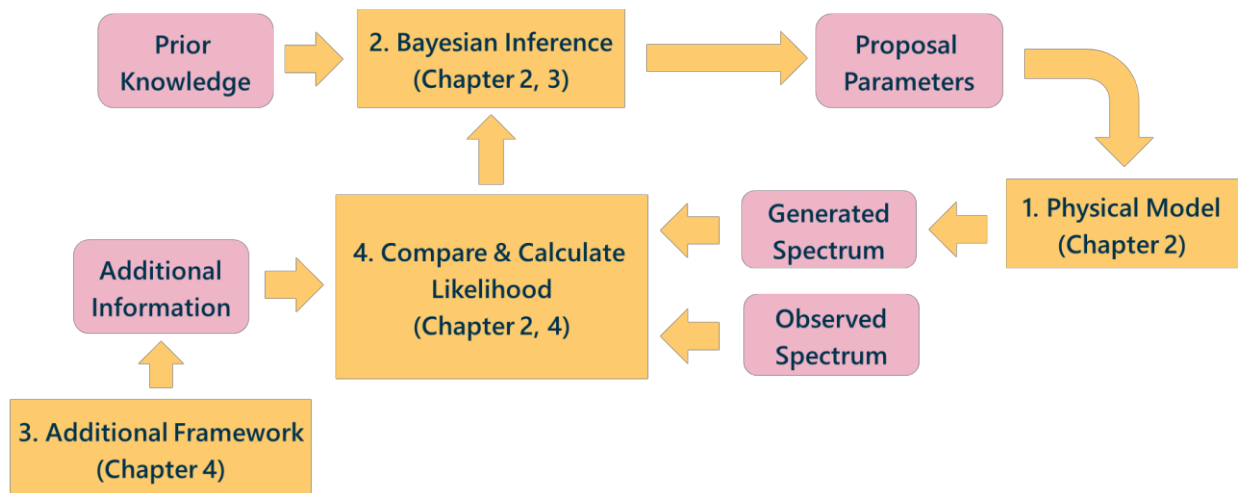 Prior
Knowledge
2. Bayesian Inference
(Chapter 2, 3)
Proposal
Parameters
1. Physical Model
(Chapter 2)
Generated
Spectrum
4. Compare & Calculate
Likelihood
(Chapter 2, 4)
Additional
Information
Observed
Spectrum
3. Additional Framework
(Chapter 4)